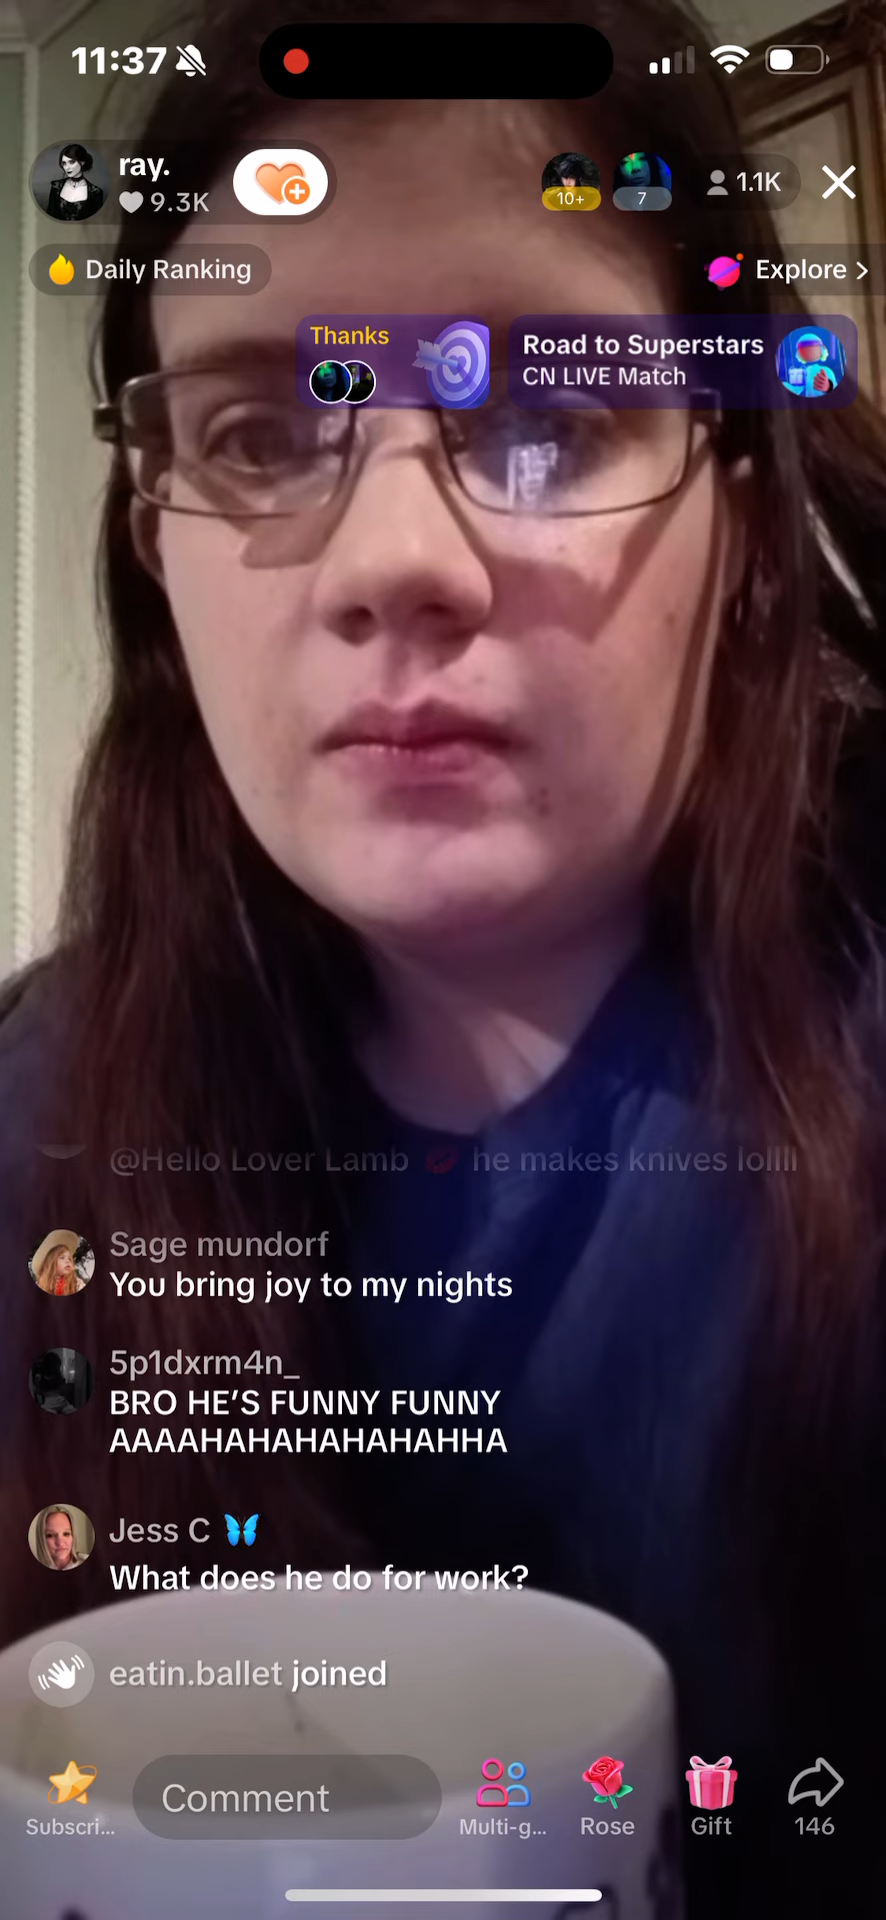 11:37
ray.
9.3K
10+
7
1.1K
Daily Ranking
Explore >
Thanks
Road to Superstars
CN LIVE Match
@Hello Lover Lamb 💋 he makes knives lollll
Sage mundorf
You bring joy to my nights
5p1dxrm4n_
BRO HE’S FUNNY FUNNY
AAAAHAHAHAHAHAHHA
Jess C 🦋
What does he do for work?
eatin.ballet joined
Comment
Subscri...
Multi-g...
Rose
Gift
146